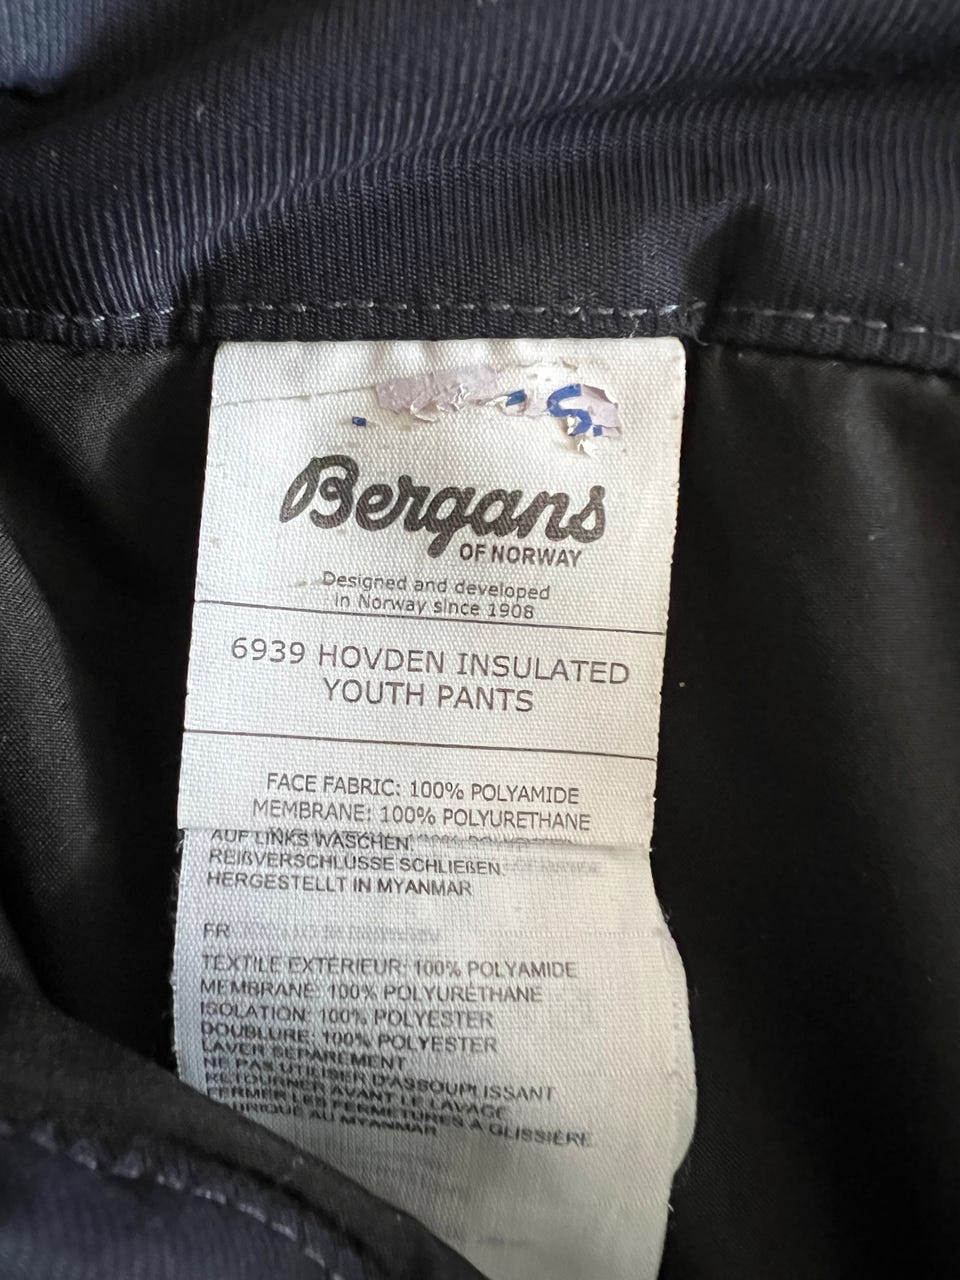 Bergans
OF NORWAY
Designed and developed
in Norway since 1908
6939 HOVDEN INSULATED
YOUTH PANTS
FACE FABRIC: 100% POLYAMIDE
MEMBRANE: 100% POLYURETHANE
AUF LINKS WASCHEN.
REIßVERSCHLÜSSE SCHLIEßEN.
HERGESTELLT IN MYANMAR
FR
TEXTILE EXTÉRIEUR: 100% POLYAMIDE
MEMBRANE: 100% POLYURÉTHANE
ISOLATION: 100% POLYESTER
DOUBLURE: 100% POLYESTER
LAVER SÉPARÉMENT
NE PAS UTILISER D'ASSOUPLISSANT
RETOURNER AVANT LE LAVAGE
FERMER LES FERMETURES À GLISSIÈRE
FABRIQUÉ AU MYANMAR